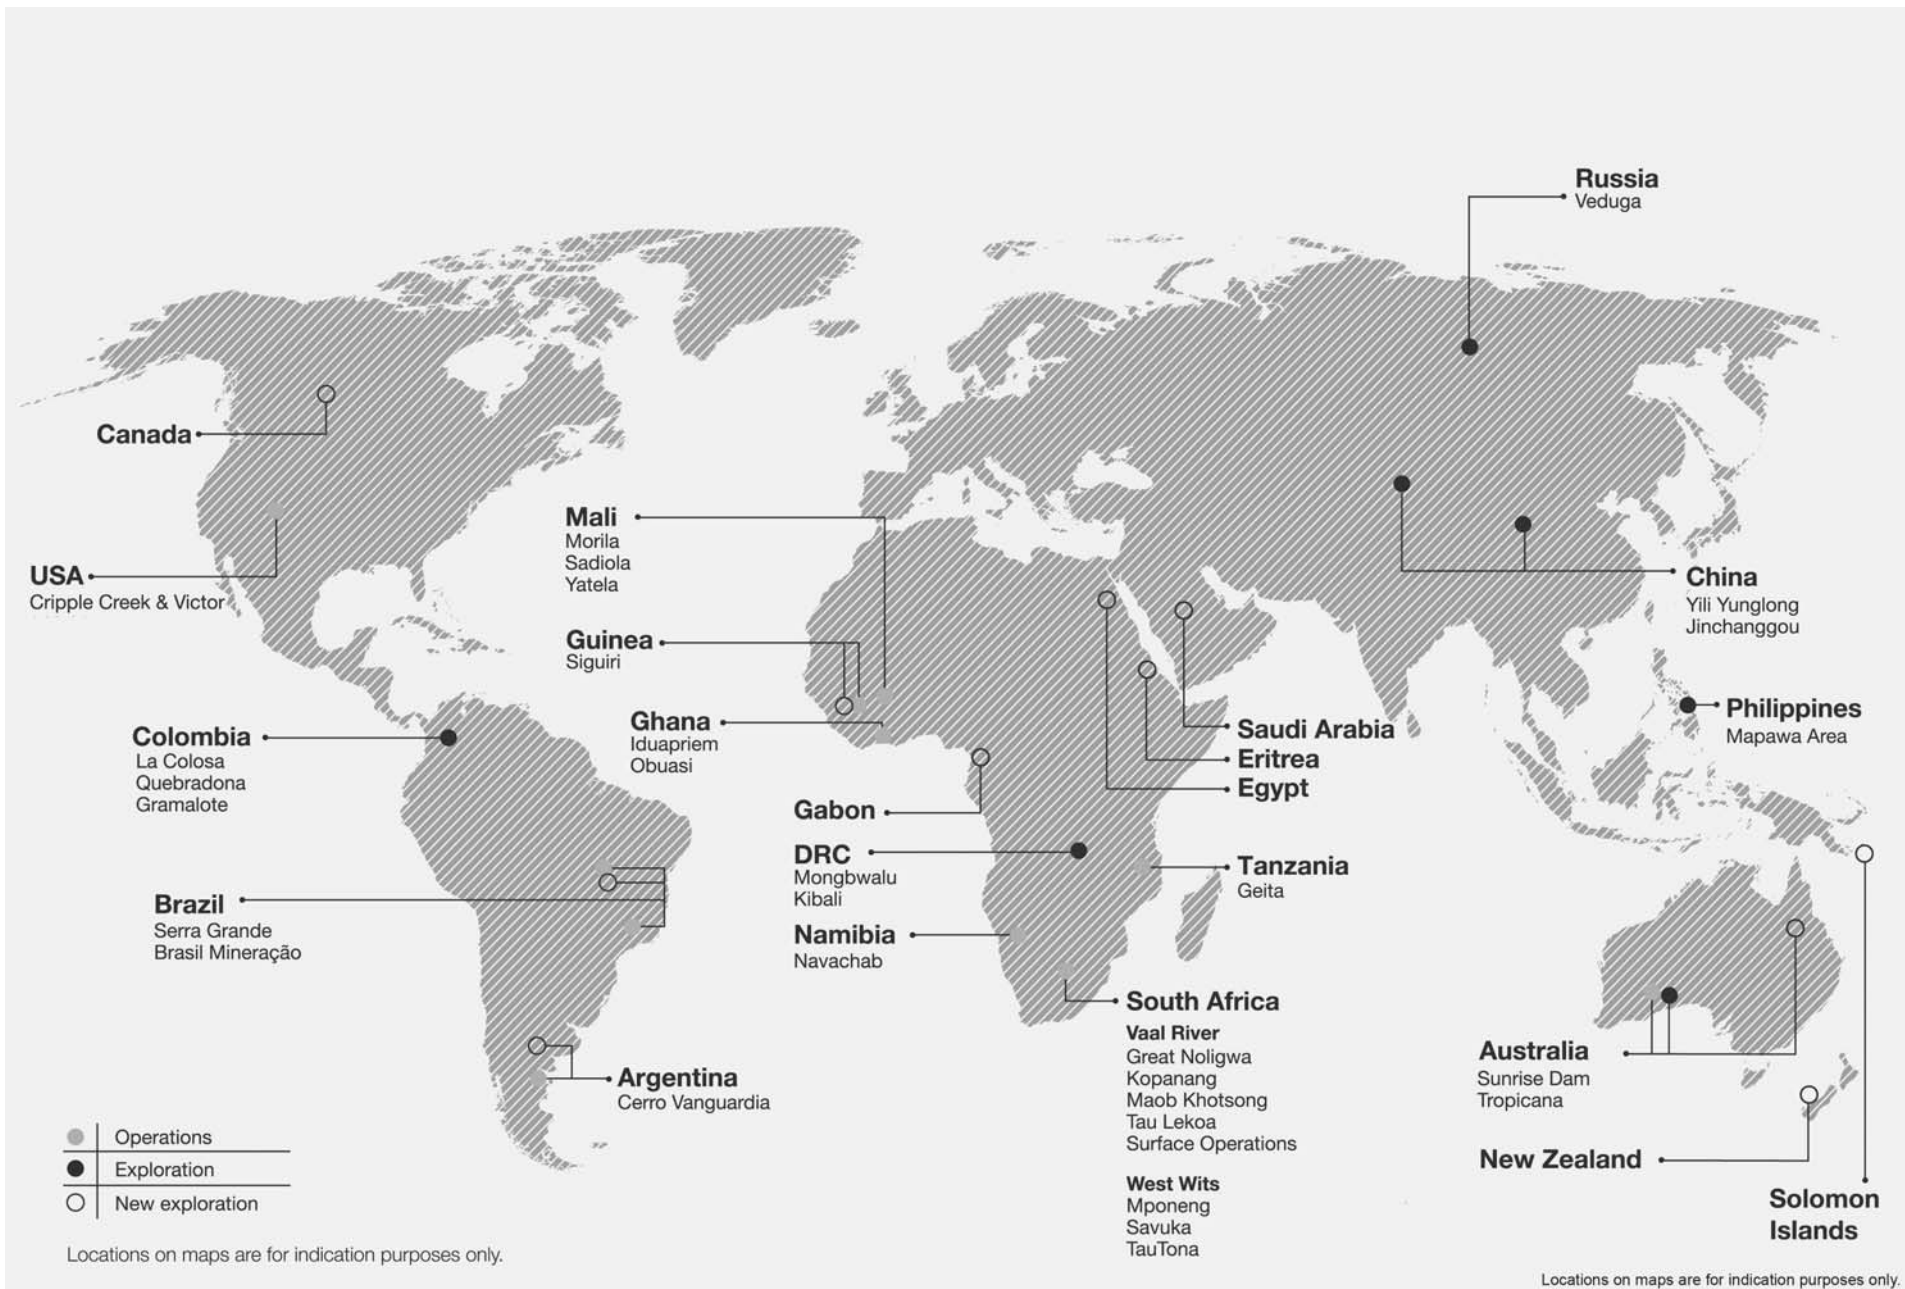 Russia
Veduga
Canada
USA
Cripple Creek & Victor
Mali
Morila
Sadiola
Yatela
Guinea
Siguiri
Ghana
Iduapriem
Obuasi
China
Yili Yunglong
Jinchanggou
Philippines
Mapawa Area
Colombia
La Colosa
Quebradona
Gramalote
Saudi Arabia
Eritrea
Egypt
Gabon
DRC
Mongbwalu
Kibali
Tanzania
Geita
Brazil
Serra Grande
Brasil Mineração
Namibia
Navachab
South Africa
Vaal River
Great Noligwa
Kopanang
Maob Khotsong
Tau Lekoa
Surface Operations
West Wits
Mponeng
Savuka
TauTona
Argentina
Cerro Vanguardia
Australia
Sunrise Dam
Tropicana
New Zealand
Solomon
Islands
Operations
Exploration
New exploration
Locations on maps are for indication purposes only.
Locations on maps are for indication purposes only.